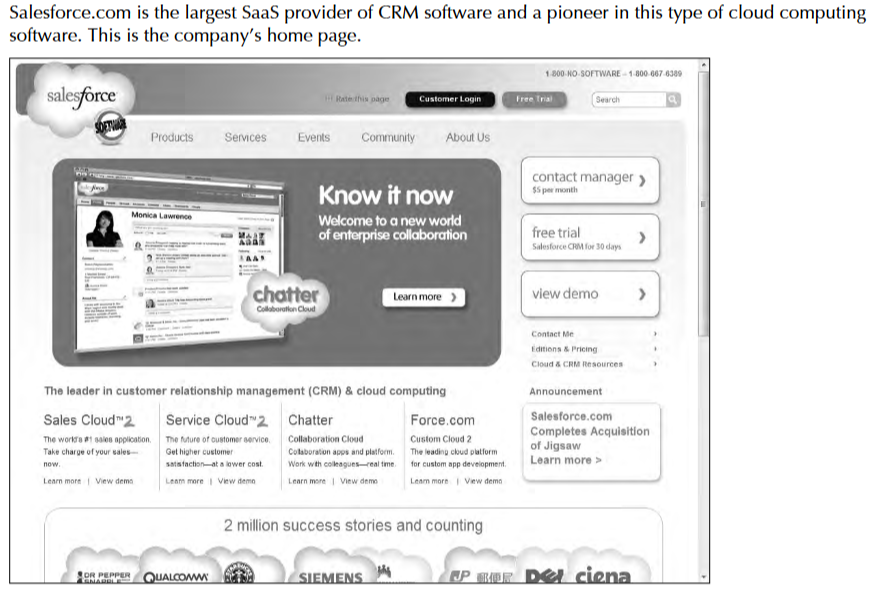 Salesforce.com is the largest SaaS provider of CRM software and a pioneer in this type of cloud computing
software. This is the company's home page.
1-800-NO-SOFTWARE – 1-800-667-6389
salesforce
Rate this page
Customer Login
Free Trial
Search
SOFTWARE
Products
Services
Events
Community
About Us
Know it now
Welcome to a new world
of enterprise collaboration
Monica Lawrence
chatter
Collaboration Cloud
Learn more
contact manager
$5 per month
free trial
Salesforce CRM for 30 days
view demo
Contact Me
Editions & Pricing
Cloud & CRM Resources
The leader in customer relationship management (CRM) & cloud computing
Sales Cloud™2
The world's #1 sales application.
Take charge of your sales—
now.
Learn more | View demo
Service Cloud™2
The future of customer service.
Get higher customer
satisfaction—at a lower cost.
Learn more | View demo
Chatter
Collaboration Cloud
Collaboration apps and platform.
Work with colleagues—real time.
Learn more | View demo
Force.com
Custom Cloud 2
The leading cloud platform
for custom app development.
Learn more | View demo
Announcement
Salesforce.com
Completes Acquisition
of Jigsaw
Learn more >
2 million success stories and counting
DR PEPPER
QUALCOMM
SIEMENS
DELL
ciena